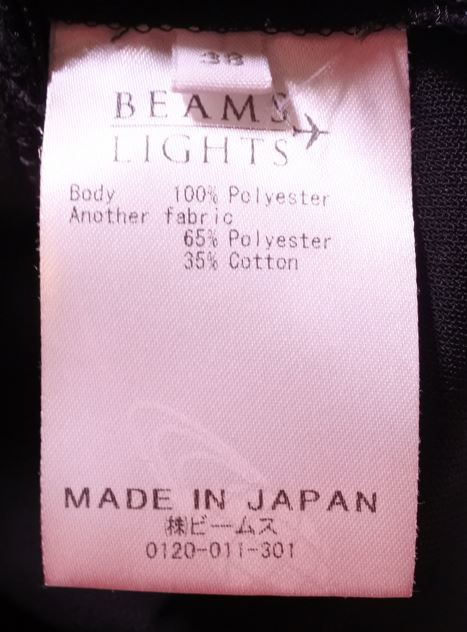 38
BEAMS
LIGHTS
Body 100% Polyester
Another fabric
65% Polyester
35% Cotton
MADE IN JAPAN
㈱ビームス
0120-011-301